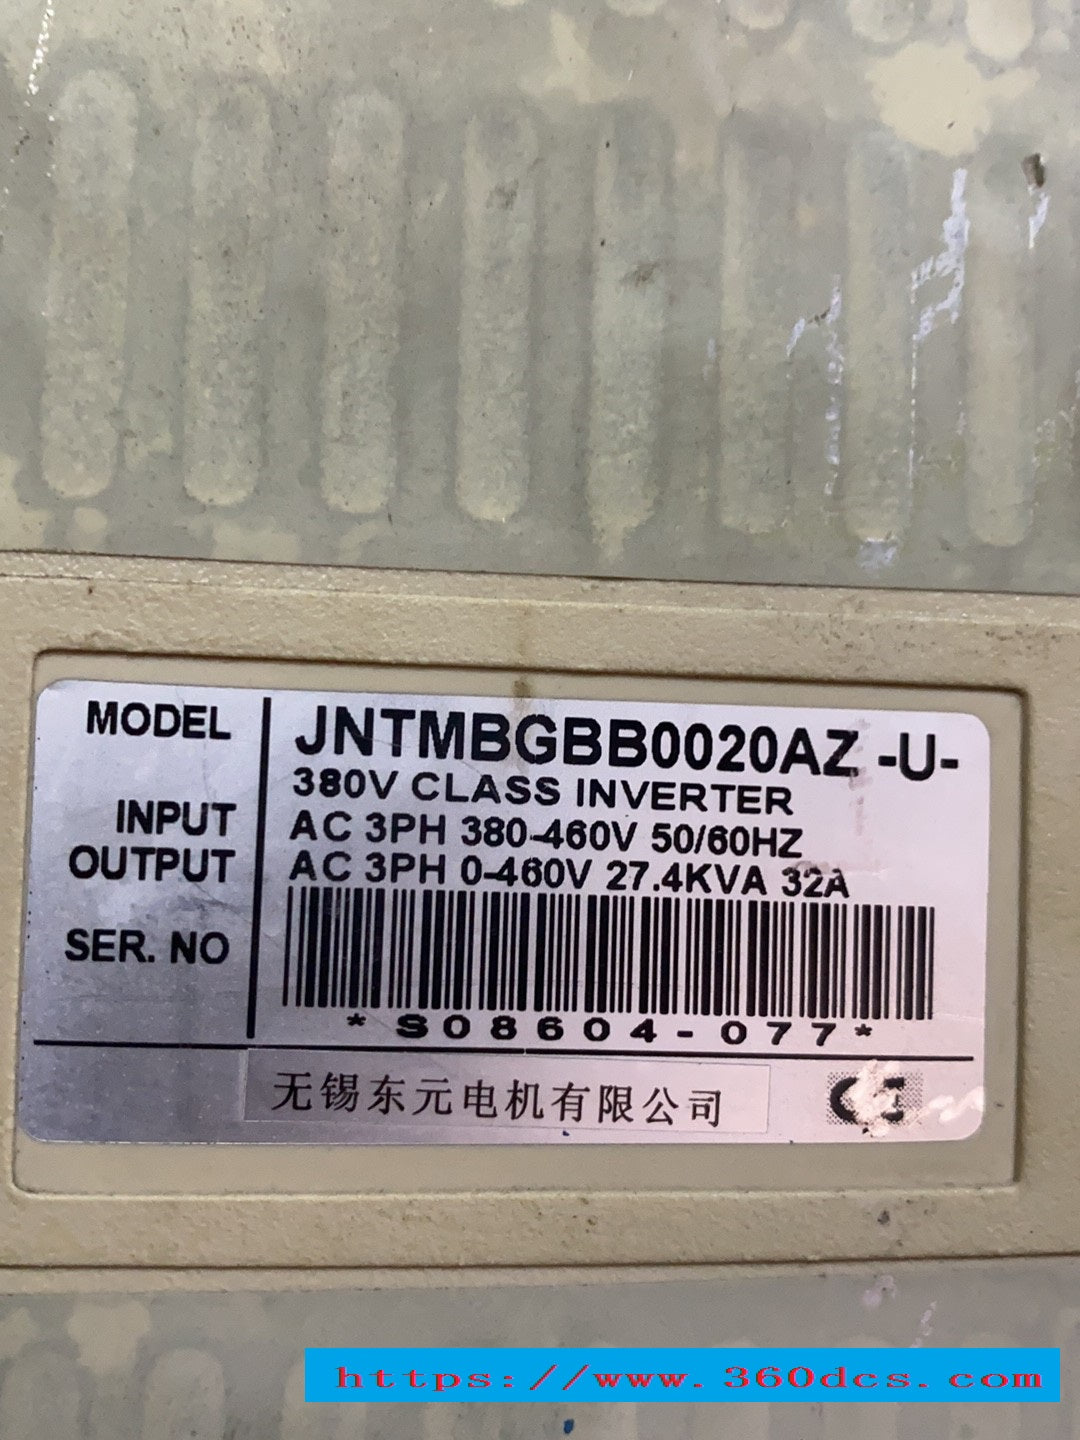 MODEL JNTMBGBB0020AZ -U-
380V CLASS INVERTER
INPUT AC 3PH 380-460V 50/60HZ
OUTPUT AC 3PH 0-460V 27.4KVA 32A
SER. NO
*S08604-077*
无锡东元电机有限公司
CE
https://www.360dcs.com